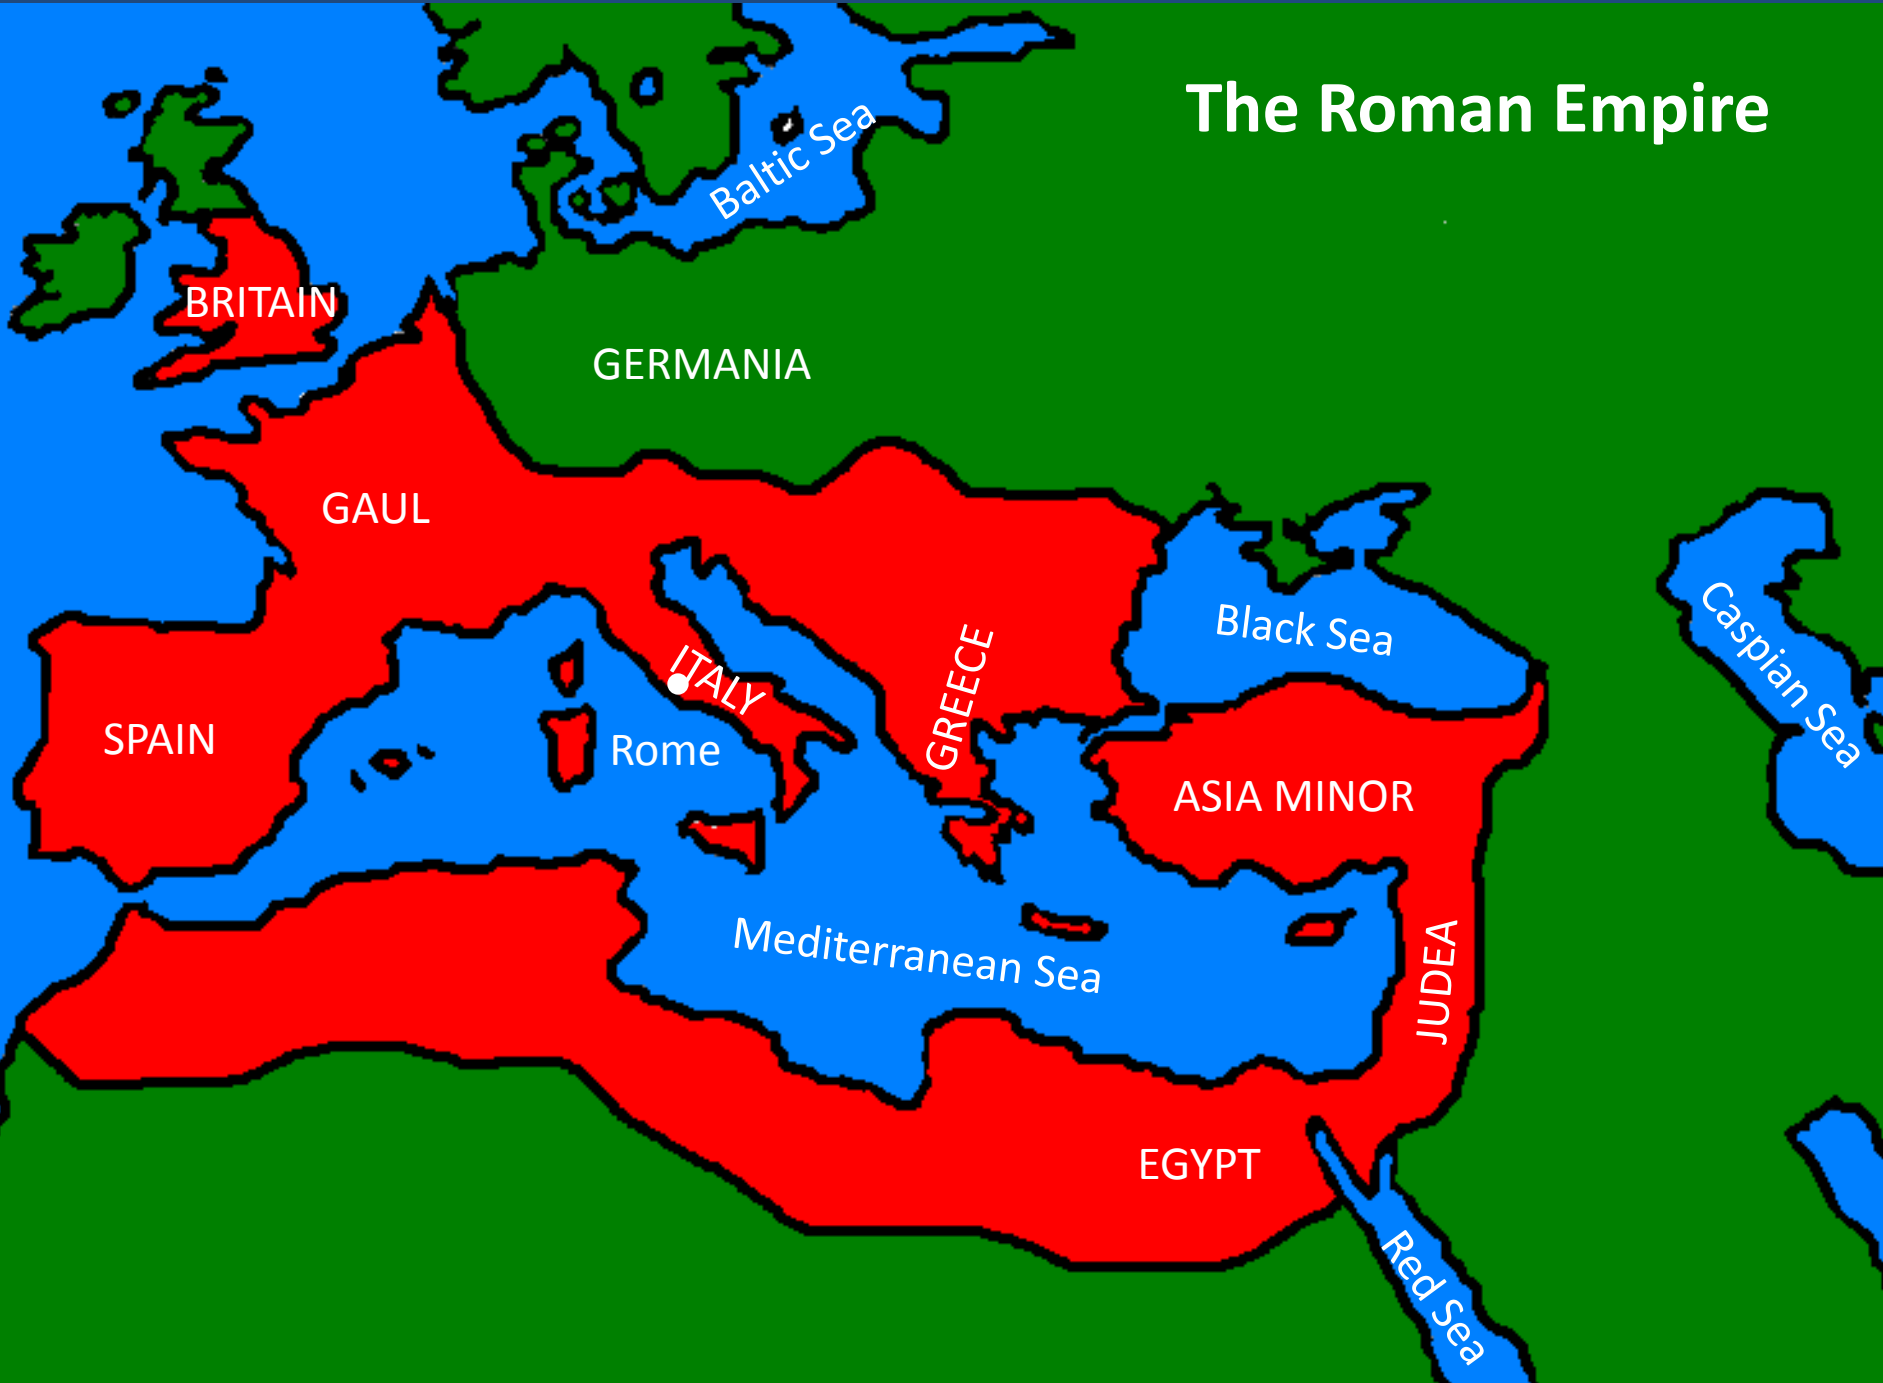 The Roman Empire
Baltic Sea
BRITAIN
GERMANIA
GAUL
Black Sea
Caspian Sea
ITALY
GREECE
SPAIN
Rome
ASIA MINOR
Mediterranean Sea
JUDEA
EGYPT
Red Sea